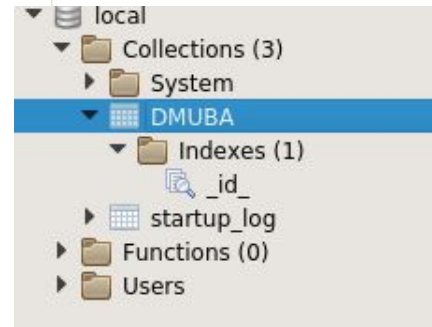 local
Collections (3)
System
DMUBA
Indexes (1)
_id_
startup_log
Functions (0)
Users